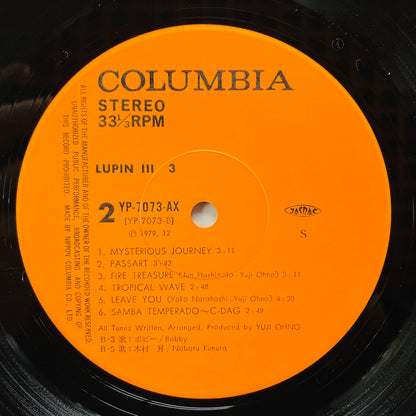 COLUMBIA
STEREO
33⅓RPM
LUPIN III 3
2 YP-7073-AX
(YP-7073-B)
Ⓟ 1979. 12
JASRAC
S
1. MYSTERIOUS JOURNEY 3:11
2. PASSART 3:42
3. FIRE TREASURE (Jun Hashimoto - Yuji Ohno) 3:11
4. TROPICAL WAVE 2:48
5. LEAVE YOU (Yoko Narahashi - Yuji Ohno) 4:20
6. SAMBA TEMPERADO~C-DAG 2:49
All Tunes Written, Arranged, Produced by YUJI OHNO
B-3 歌：ボビー/Bobby
B-5 歌：木村 昇/Noboru Kimura
ALL RIGHTS OF THE MANUFACTURER AND OF THE OWNER OF THE RECORDED WORK RESERVED.
UNAUTHORIZED PUBLIC PERFORMANCE, BROADCASTING AND COPYING OF
THIS RECORD PROHIBITED. MADE BY NIPPON COLUMBIA CO., LTD.